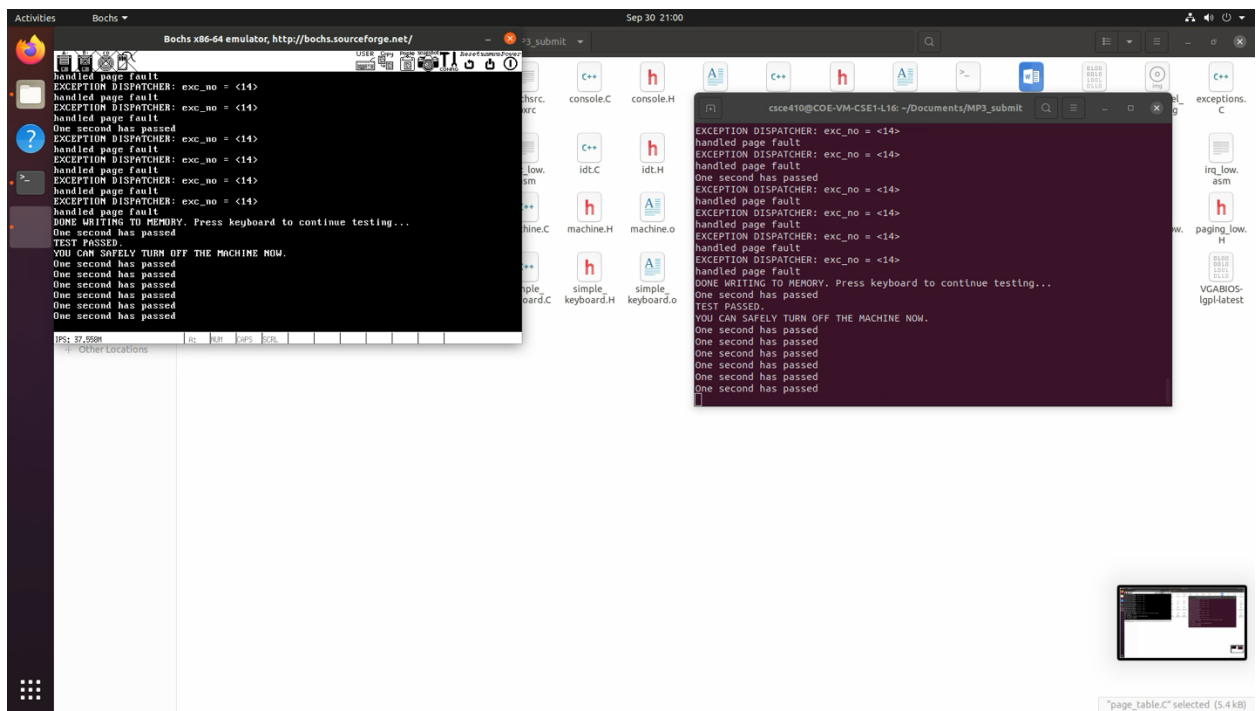 Activities
Bochs
Sep 30 21:00
Bochs x86-64 emulator, http://bochs.sourceforge.net/
USER Copy Paste Snapshot Reset Suspend Power
CONFIG
handled page fault
EXCEPTION DISPATCHER: exc_no = <14>
handled page fault
EXCEPTION DISPATCHER: exc_no = <14>
handled page fault
One second has passed
EXCEPTION DISPATCHER: exc_no = <14>
handled page fault
EXCEPTION DISPATCHER: exc_no = <14>
handled page fault
EXCEPTION DISPATCHER: exc_no = <14>
handled page fault
EXCEPTION DISPATCHER: exc_no = <14>
handled page fault
DONE WRITING TO MEMORY. Press keyboard to continue testing...
One second has passed
TEST PASSED.
YOU CAN SAFELY TURN OFF THE MACHINE NOW.
One second has passed
One second has passed
One second has passed
One second has passed
One second has passed
One second has passed
IPS: 37.550M
A:
NUM
CAPS
SCRL
+ Other Locations
P3_submit
console.C
console.H
exceptions.
C
idt.C
idt.H
irq_low.
asm
machine.H
machine.o
paging_low.
H
simple_
keyboard.H
simple_
keyboard.o
VGABIOS-
lgpl-latest
csce410@COE-VM-CSE1-L16: ~/Documents/MP3_submit
EXCEPTION DISPATCHER: exc_no = <14>
handled page fault
EXCEPTION DISPATCHER: exc_no = <14>
handled page fault
One second has passed
EXCEPTION DISPATCHER: exc_no = <14>
handled page fault
EXCEPTION DISPATCHER: exc_no = <14>
handled page fault
EXCEPTION DISPATCHER: exc_no = <14>
handled page fault
EXCEPTION DISPATCHER: exc_no = <14>
handled page fault
DONE WRITING TO MEMORY. Press keyboard to continue testing...
One second has passed
TEST PASSED.
YOU CAN SAFELY TURN OFF THE MACHINE NOW.
One second has passed
One second has passed
One second has passed
One second has passed
One second has passed
One second has passed
"page_table.C" selected (5.4 kB)